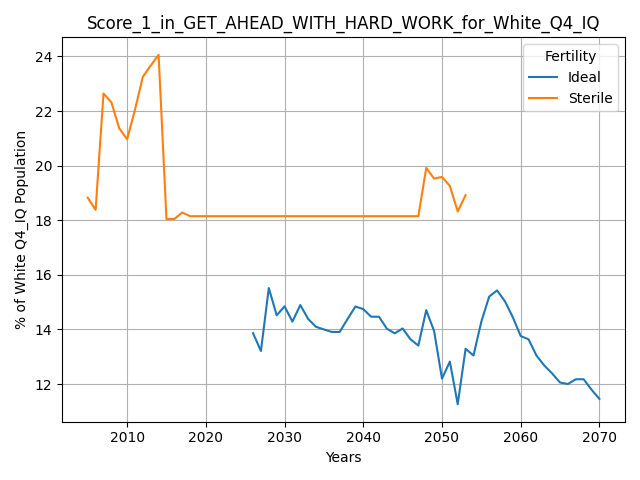 Score_1_in_GET_AHEAD_WITH_HARD_WORK_for_White_Q4_IQ
Fertility
Ideal
Sterile
% of White Q4_IQ Population
24
22
20
18
16
14
12
2010 2020 2030 2040 2050 2060 2070
Years